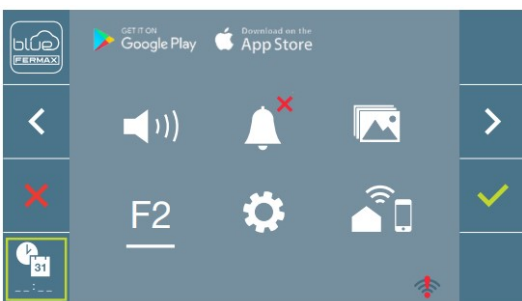 blue
FERMAX
GET IT ON
Google Play
Download on the
App Store
F2
31
--:--